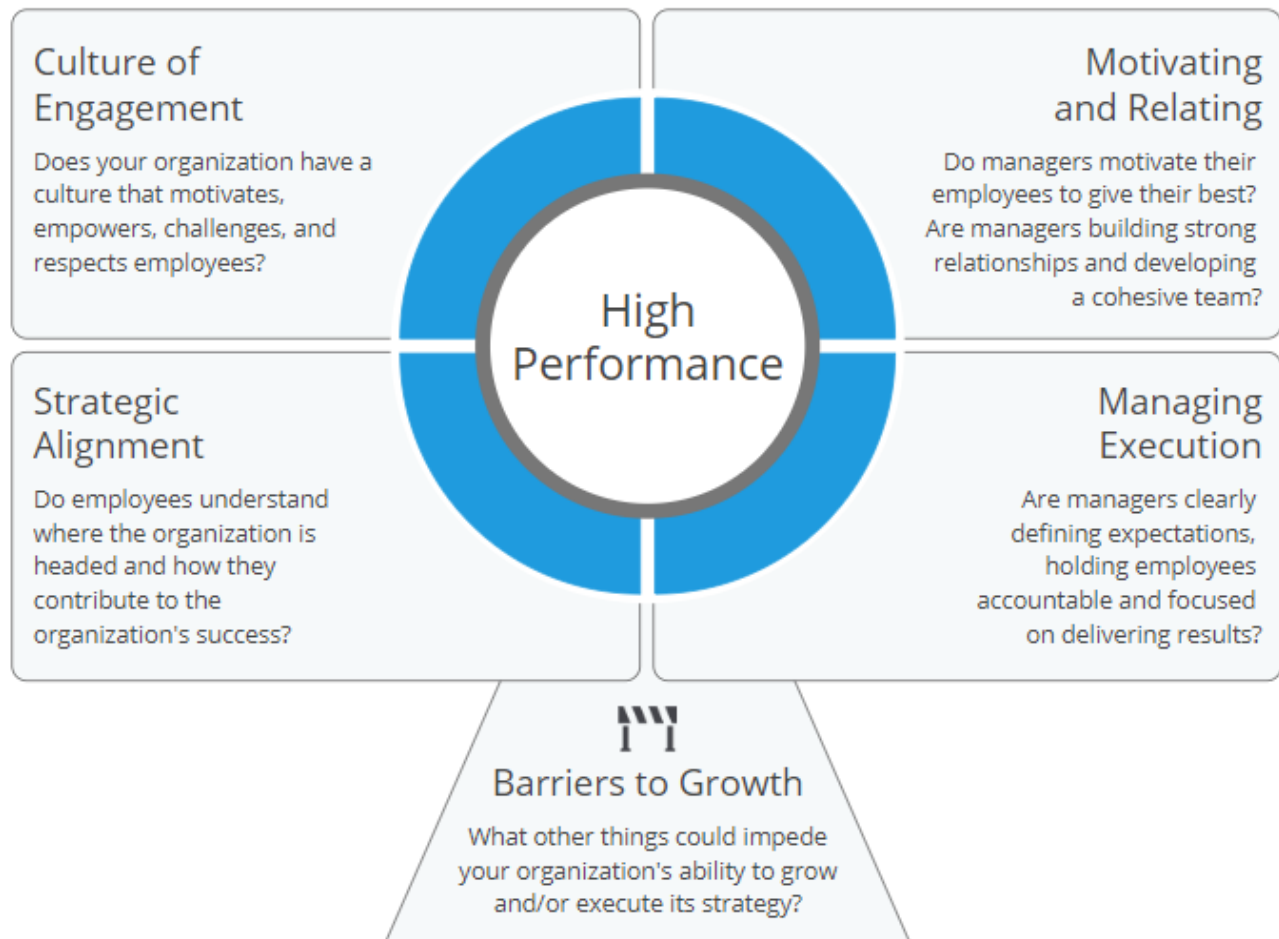 Culture of
Engagement
Does your organization have a
culture that motivates,
empowers, challenges, and
respects employees?
Motivating
and Relating
Do managers motivate their
employees to give their best?
Are managers building strong
relationships and developing
a cohesive team?
High
Performance
Strategic
Alignment
Do employees understand
where the organization is
headed and how they
contribute to the
organization's success?
Managing
Execution
Are managers clearly
defining expectations,
holding employees
accountable and focused
on delivering results?
Barriers to Growth
What other things could impede
your organization's ability to grow
and/or execute its strategy?